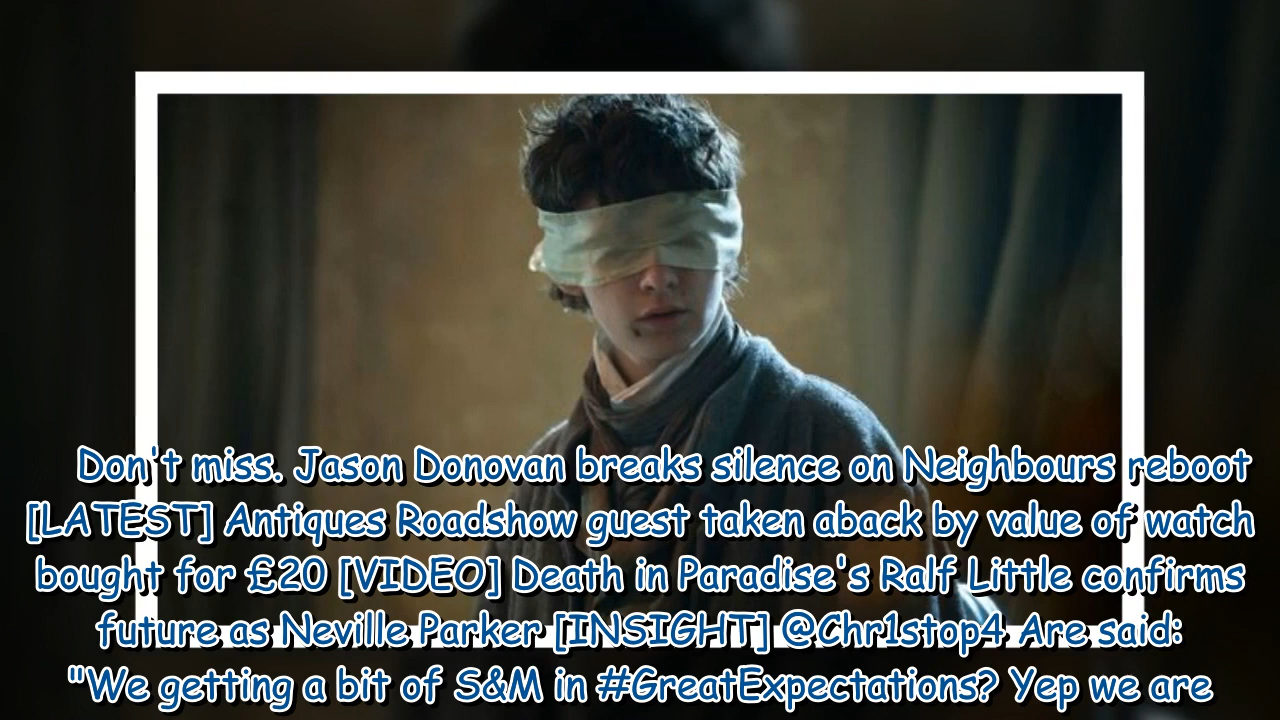 Don't miss. Jason Donovan breaks silence on Neighbours reboot
[LATEST] Antiques Roadshow guest taken aback by value of watch
bought for £20 [VIDEO] Death in Paradise's Ralf Little confirms
future as Neville Parker [INSIGHT] @Chr1stop4 Are said:
"We getting a bit of S&M in #GreatExpectations? Yep we are